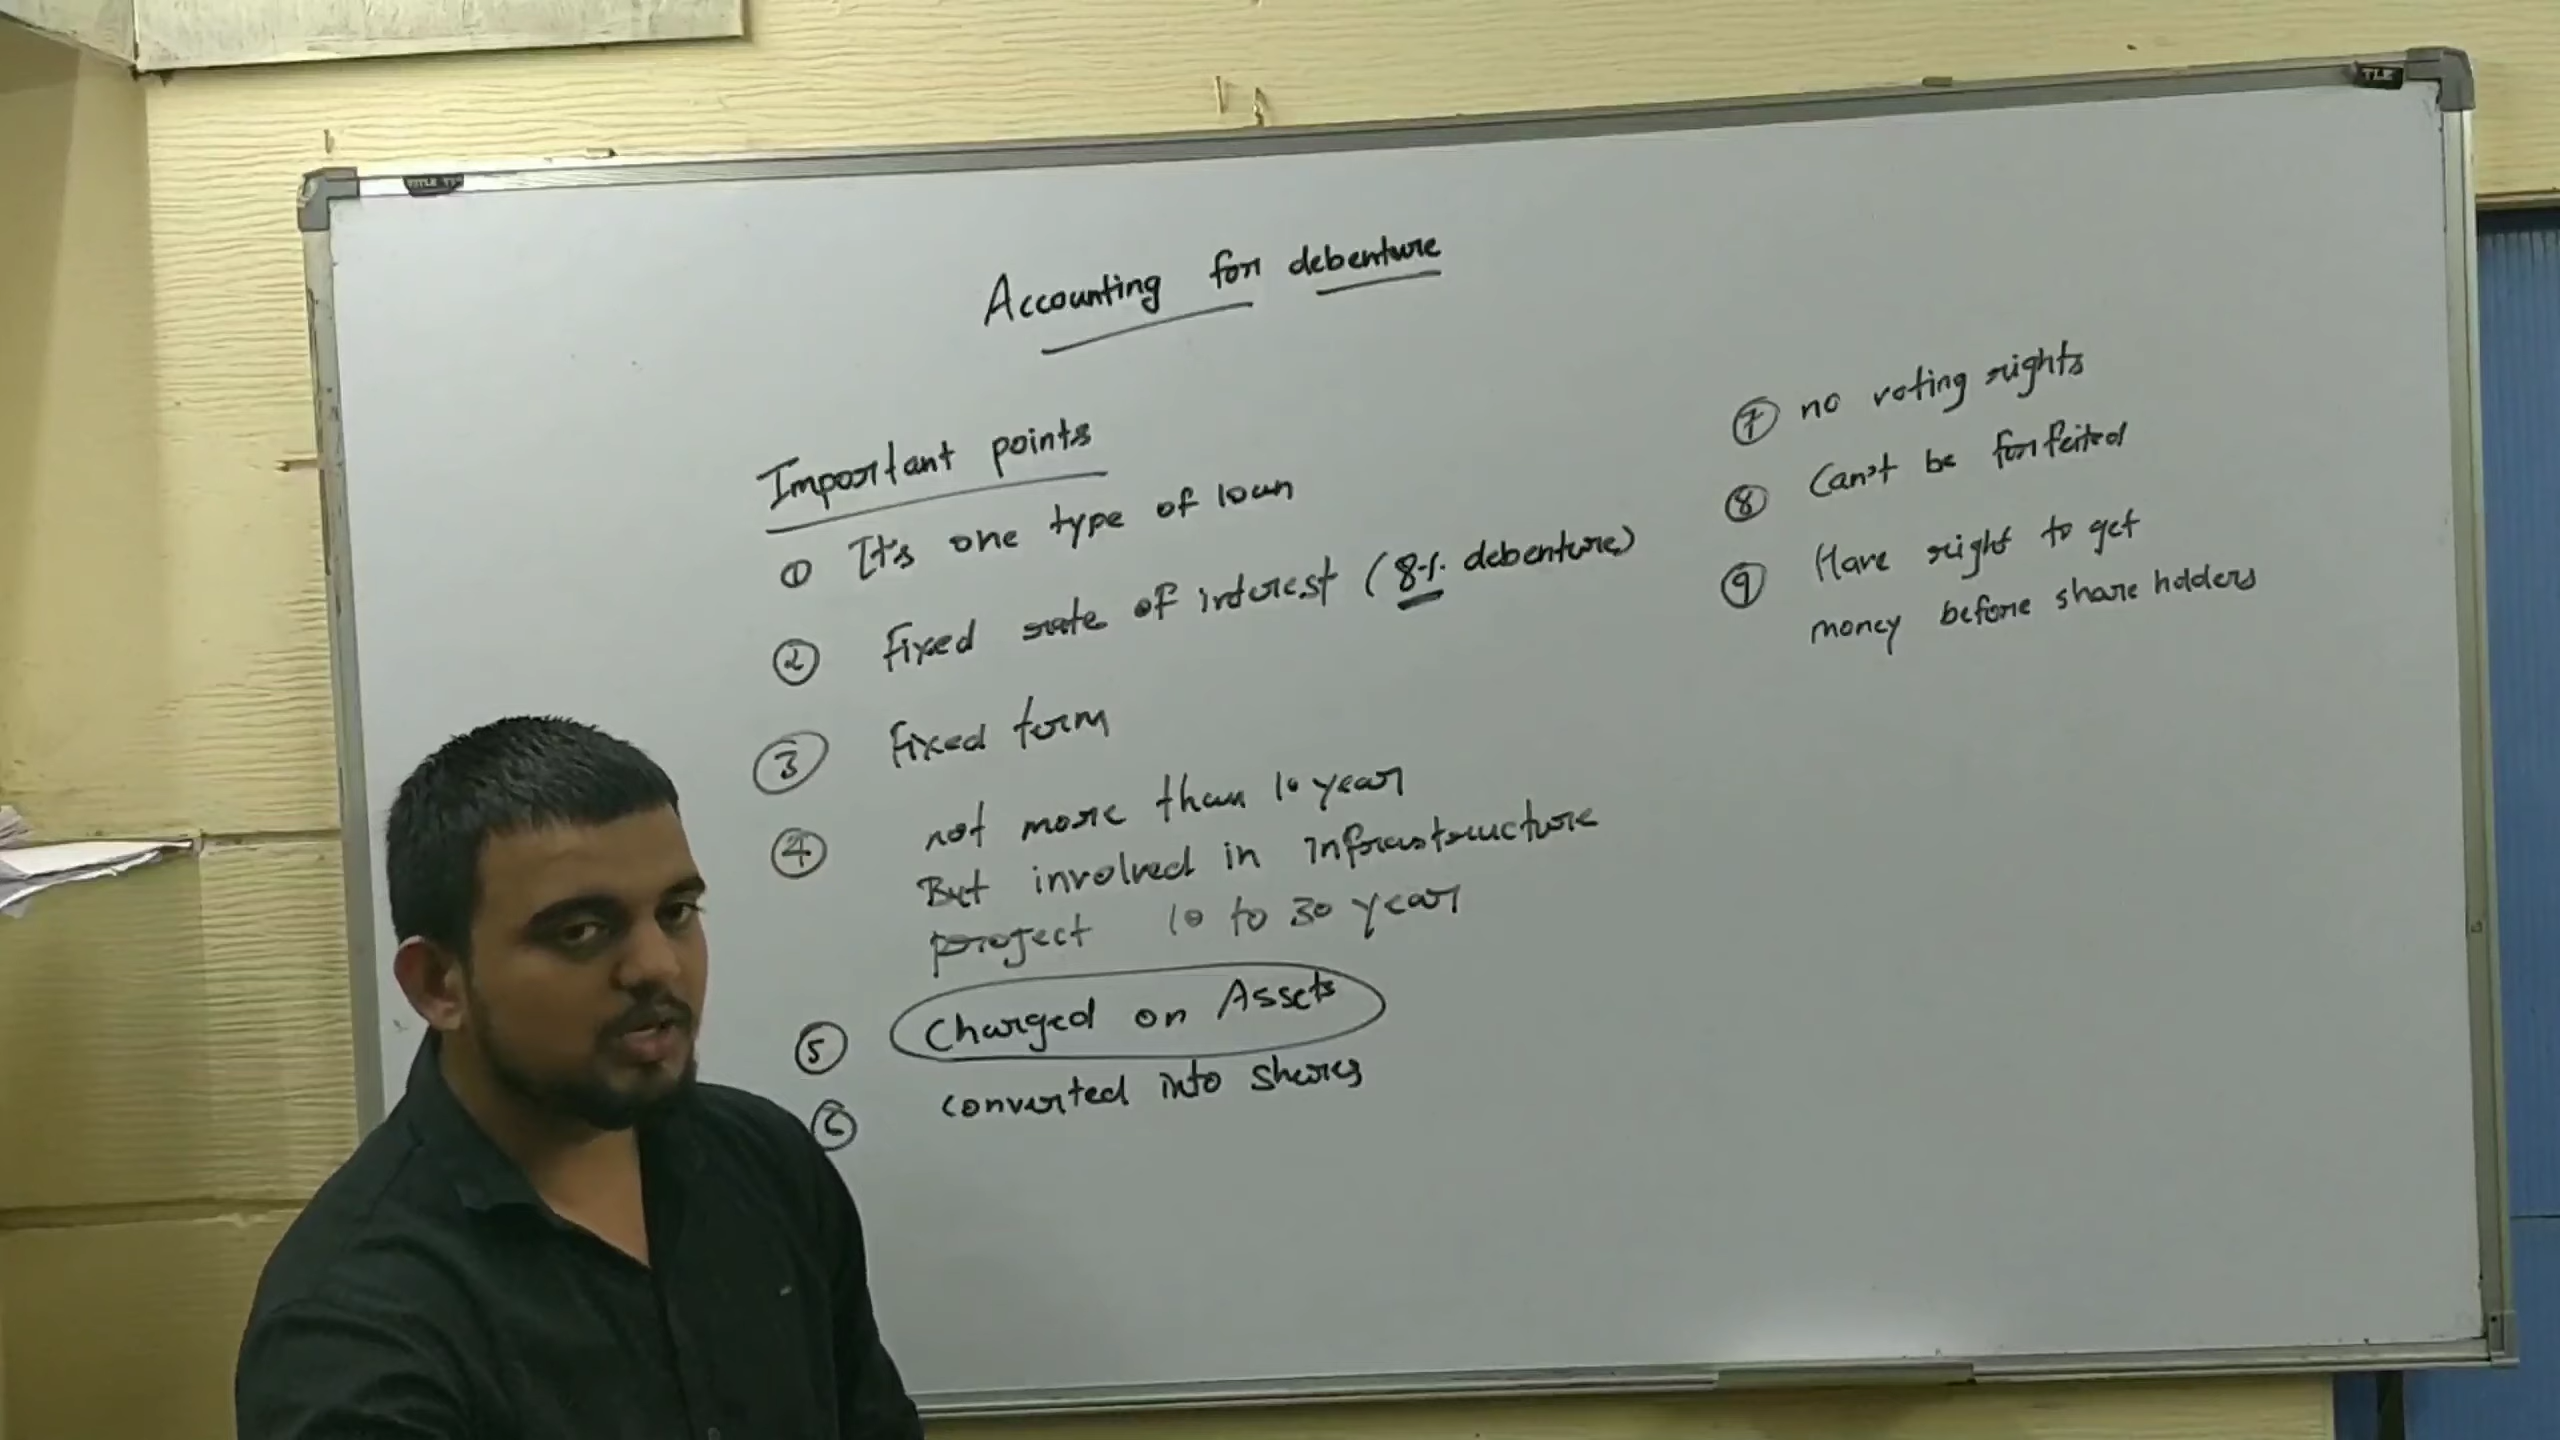 Accounting for debenture
Important points
① It's one type of loan
② Fixed rate of interest (8% debenture)
③ Fixed term
④ not more than 10 year
But involved in Infrastructure
project 10 to 30 year
⑤ Charged on Assets
⑥ converted into shares
⑦ no voting rights
⑧ Can't be forfeited
⑨ Have right to get
money before share holders
TLE